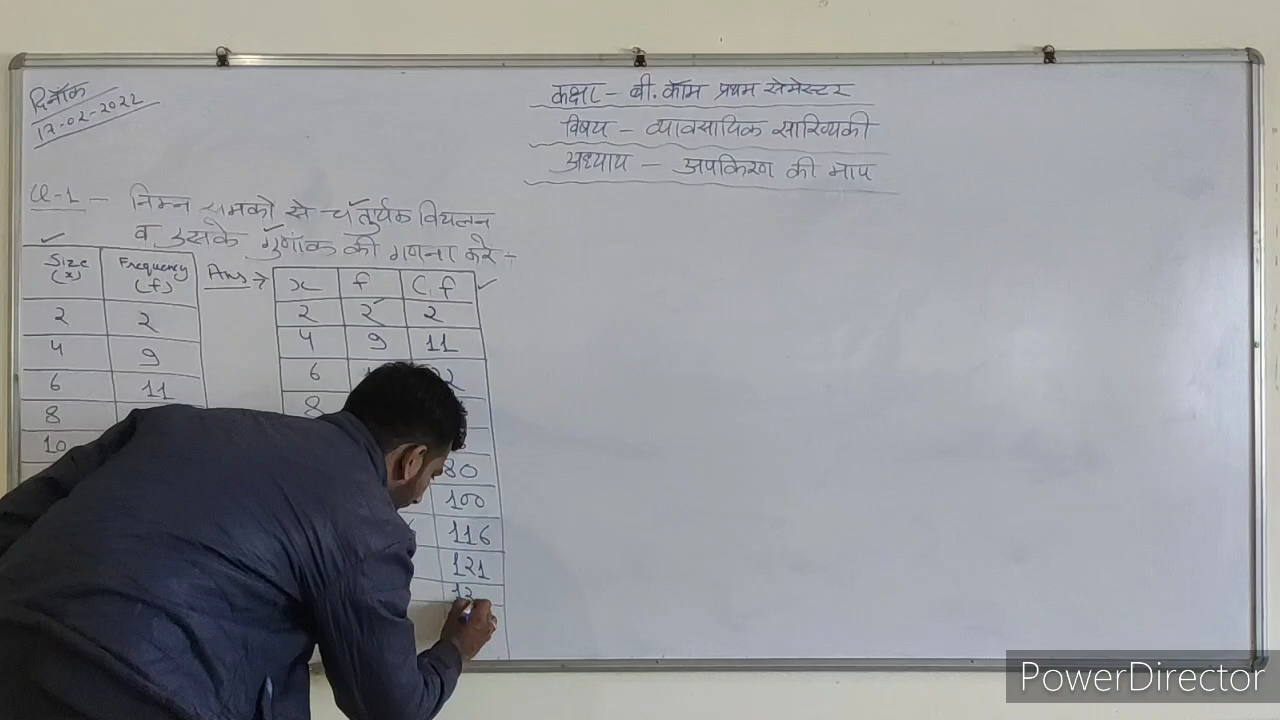 दिनाँक
17-02-2022
कक्षा - बी. कॉम प्रथम सेमेस्टर
विषय - व्यावसायिक सांख्यिकी
अध्याय - अपकिरण की माप
Q-1 - निम्न समको से चतुर्थक विचलन
व उसके गुणाँक की गणना करे -
Size (x) Frequency (f)
2 2
4 9
6 11
8
10
Ans →
x f C.f
2 2 2
4 9 11
6
8
80
100
116
121
PowerDirector